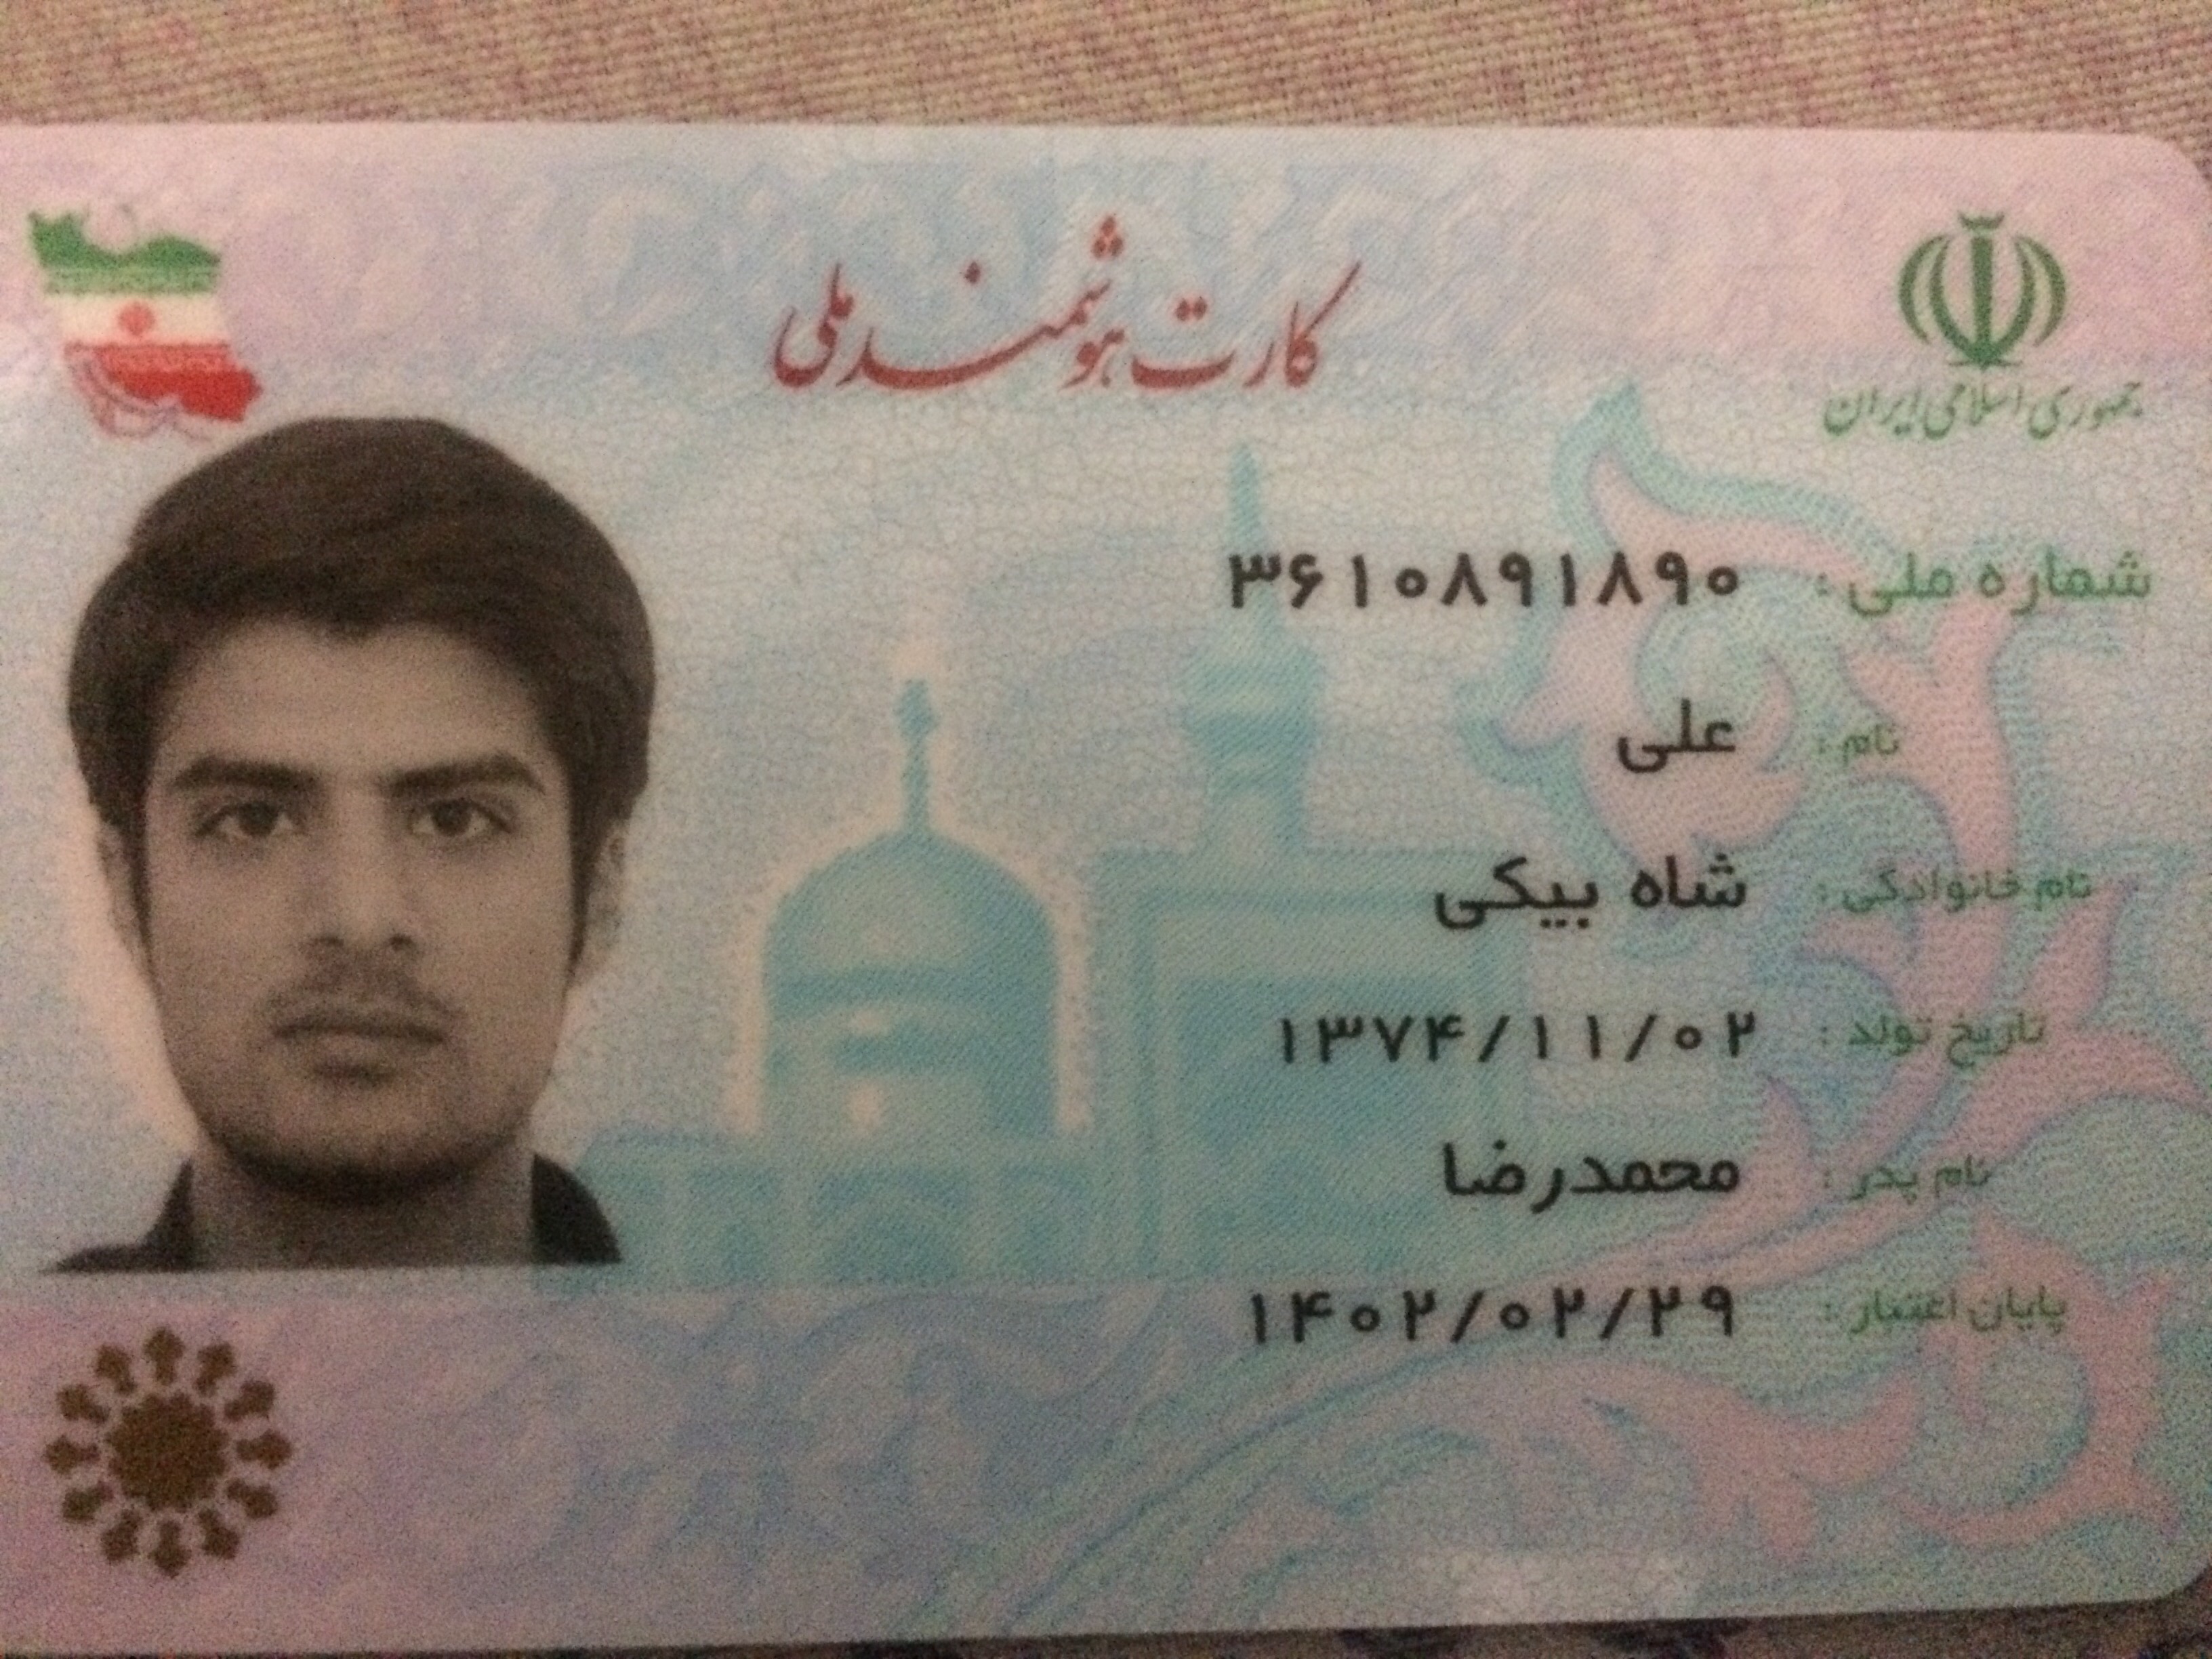 جمهوری اسلامی ایران
کارت هوشمند ملی
شماره ملی: ۳۶۱۰۸۹۱۷۹۰
نام: علی
نام خانوادگی: شاه بیکی
تاریخ تولد: ۱۳۷۴/۱۱/۰۲
نام پدر: محمدرضا
پایان اعتبار: ۱۴۰۲/۰۲/۲۹